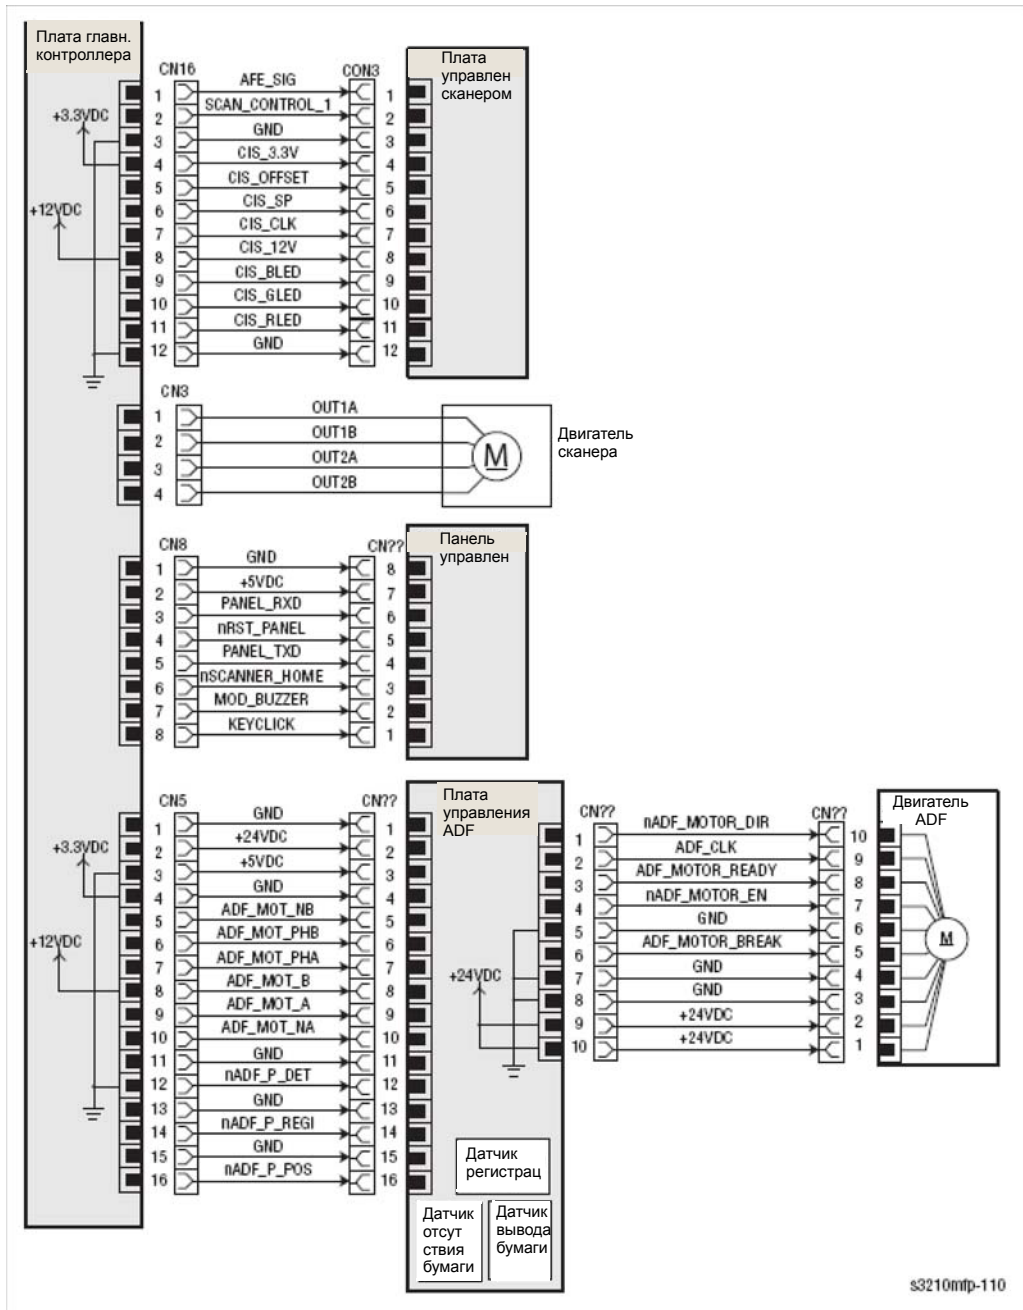 Плата главн.
контроллера
CN16
CON3
Плата
управлен
сканером
+3.3VDC
+12VDC
1 AFE_SIG 1
2 SCAN_CONTROL_1 2
3 GND 3
4 CIS_3.3V 4
5 CIS_OFFSET 5
6 CIS_SP 6
7 CIS_CLK 7
8 CIS_12V 8
9 CIS_BLED 9
10 CIS_GLED 10
11 CIS_RLED 11
12 GND 12
CN3
1 OUT1A
2 OUT1B
3 OUT2A
4 OUT2B
M
Двигатель
сканера
CN8
CN??
Панель
управлен
1 GND 8
2 +5VDC 7
3 PANEL_RXD 6
4 nRST_PANEL 5
5 PANEL_TXD 4
6 nSCANNER_HOME 3
7 MOD_BUZZER 2
8 KEYCLICK 1
CN5
CN??
Плата
управления
ADF
+3.3VDC
+12VDC
1 GND 1
2 +24VDC 2
3 +5VDC 3
4 GND 4
5 ADF_MOT_NB 5
6 ADF_MOT_PHB 6
7 ADF_MOT_PHA 7
8 ADF_MOT_B 8
9 ADF_MOT_A 9
10 ADF_MOT_NA 10
11 GND 11
12 nADF_P_DET 12
13 GND 13
14 nADF_P_REGI 14
15 GND 15
16 nADF_P_POS 16
+24VDC
CN??
CN??
Двигатель
ADF
1 nADF_MOTOR_DIR 10
2 ADF_CLK 9
3 ADF_MOTOR_READY 8
4 nADF_MOTOR_EN 7
5 GND 6
6 ADF_MOTOR_BREAK 5
7 GND 4
8 GND 3
9 +24VDC 2
10 +24VDC 1
M
Датчик
регистрац
Датчик
отсут
ствия
бумаги
Датчик
вывода
бумаги
s3210mfp-110